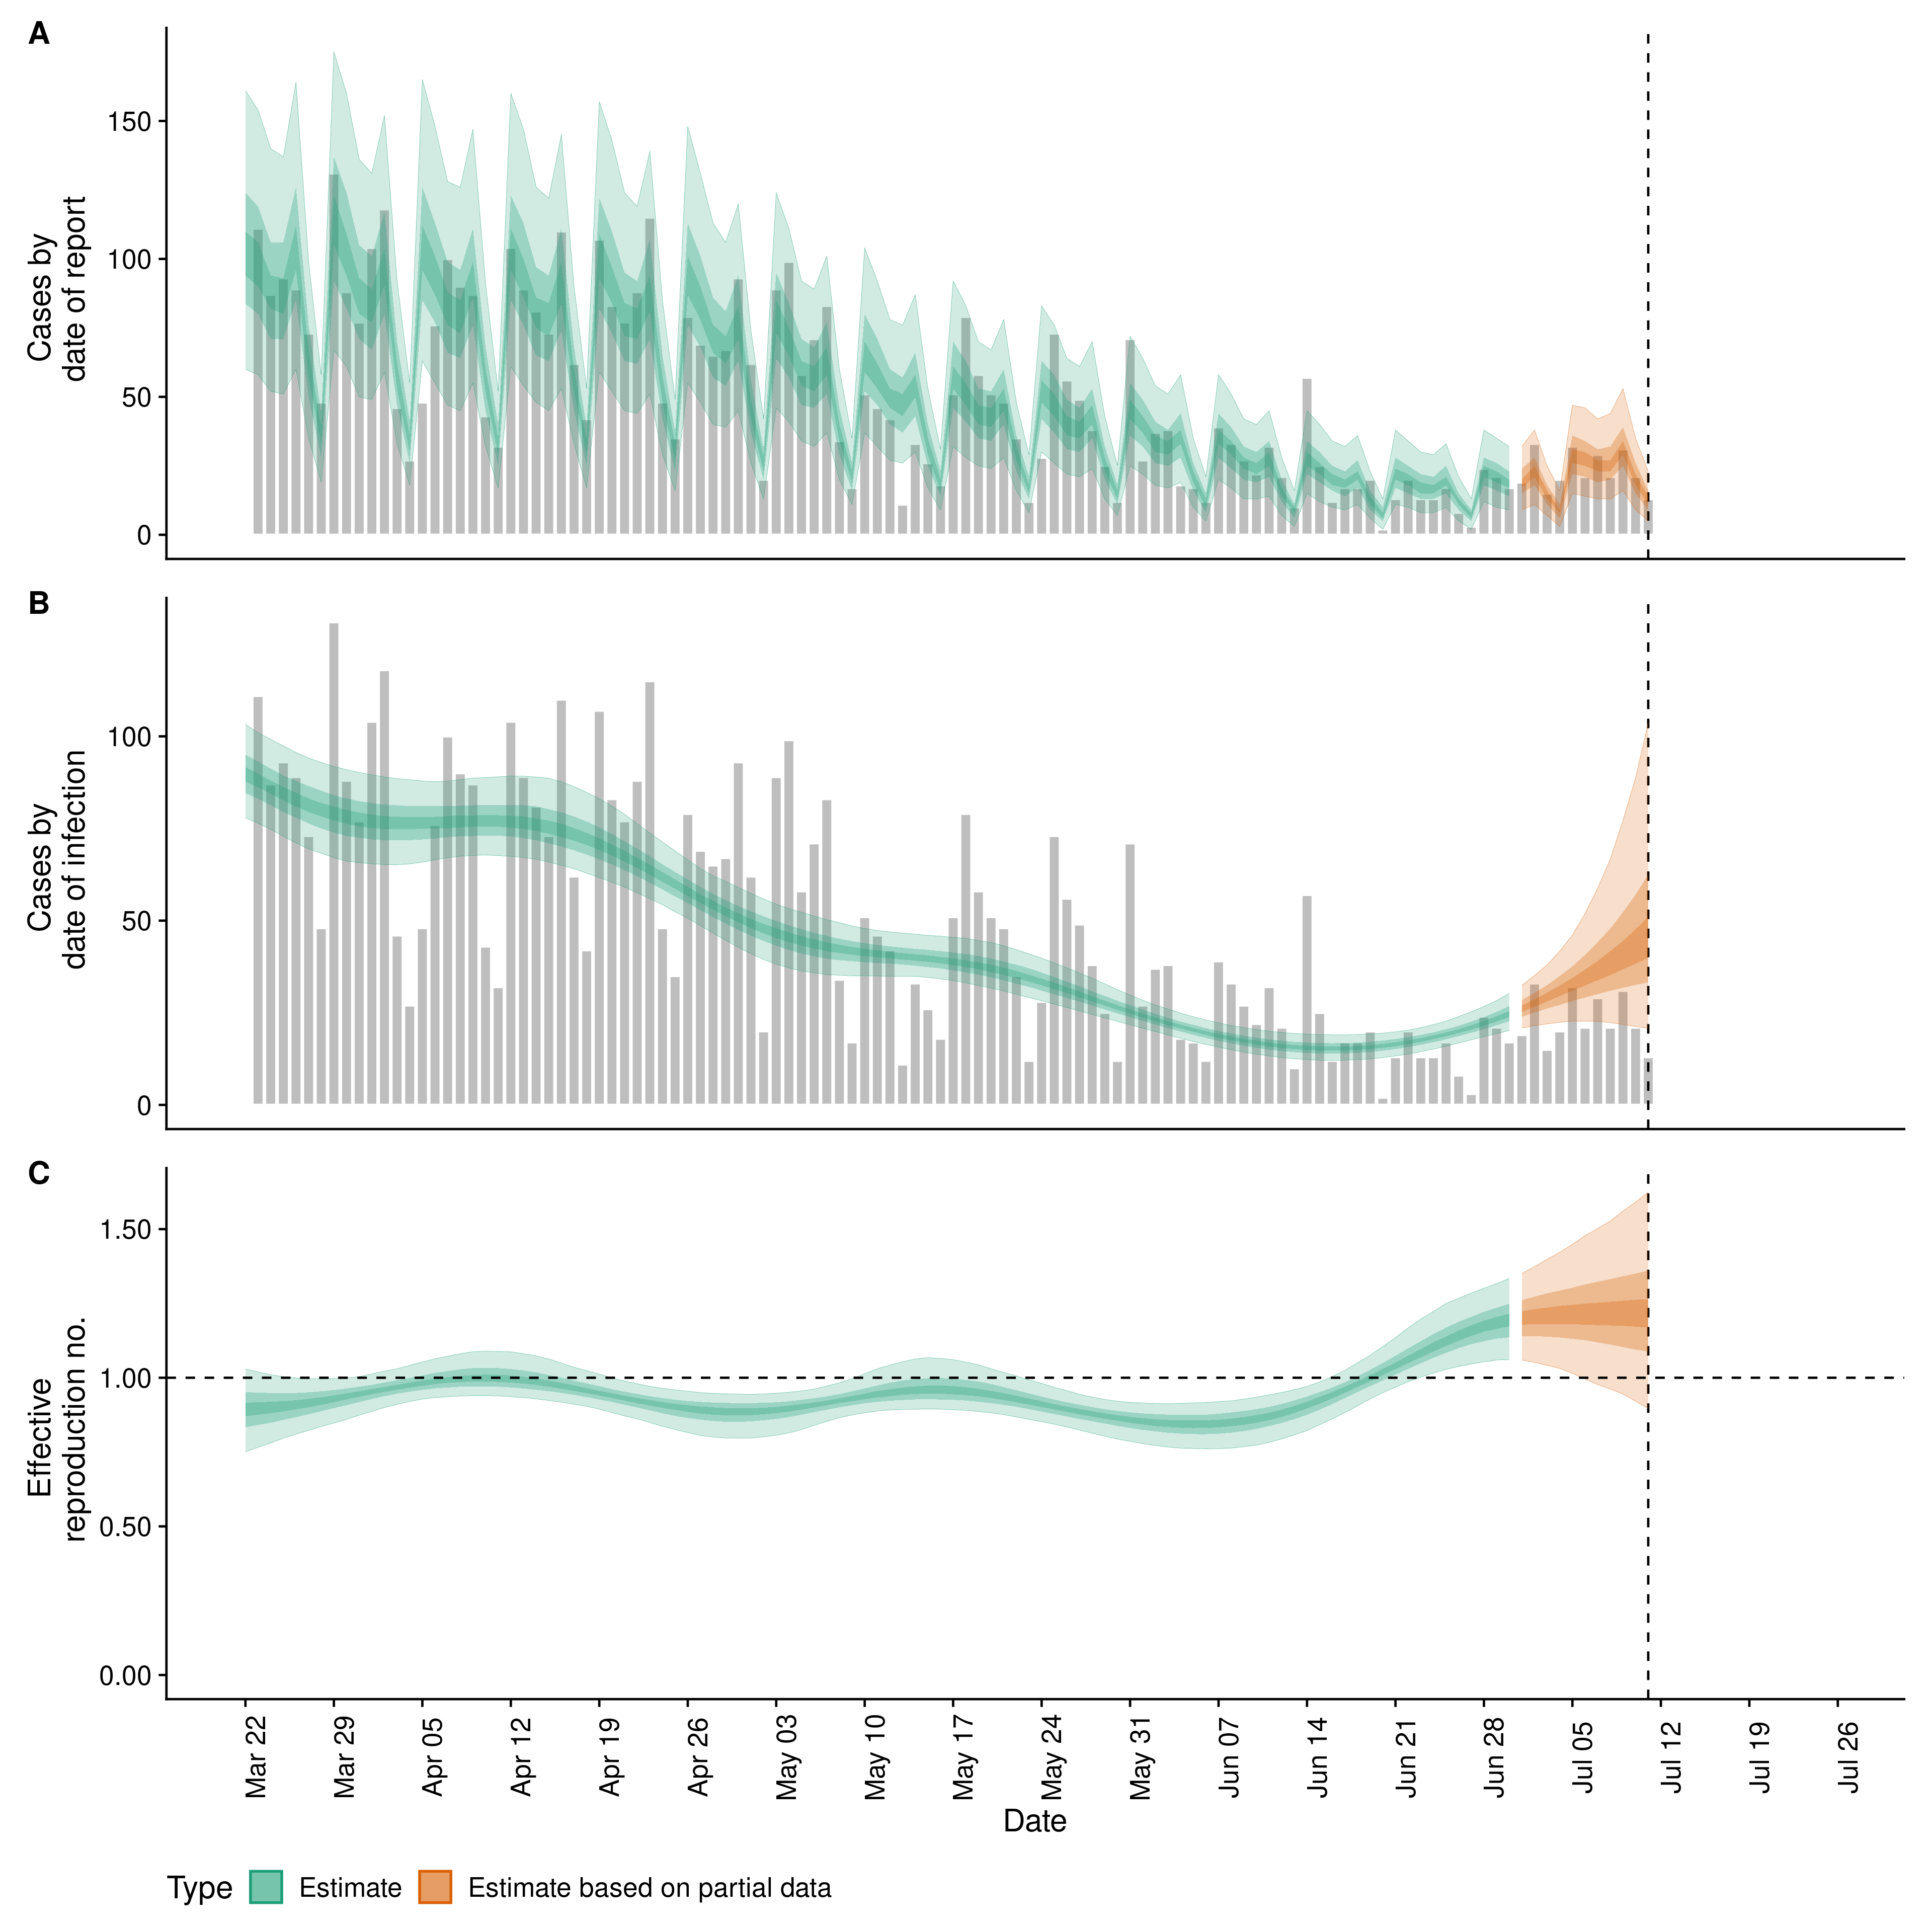 A
Cases by
date of report
150
100
50
0
B
Cases by
date of infection
100
50
0
C
Effective
reproduction no.
1.50
1.00
0.50
0.00
Mar 22
Mar 29
Apr 05
Apr 12
Apr 19
Apr 26
May 03
May 10
May 17
May 24
May 31
Jun 07
Jun 14
Jun 21
Jun 28
Jul 05
Jul 12
Jul 19
Jul 26
Date
Type Estimate Estimate based on partial data